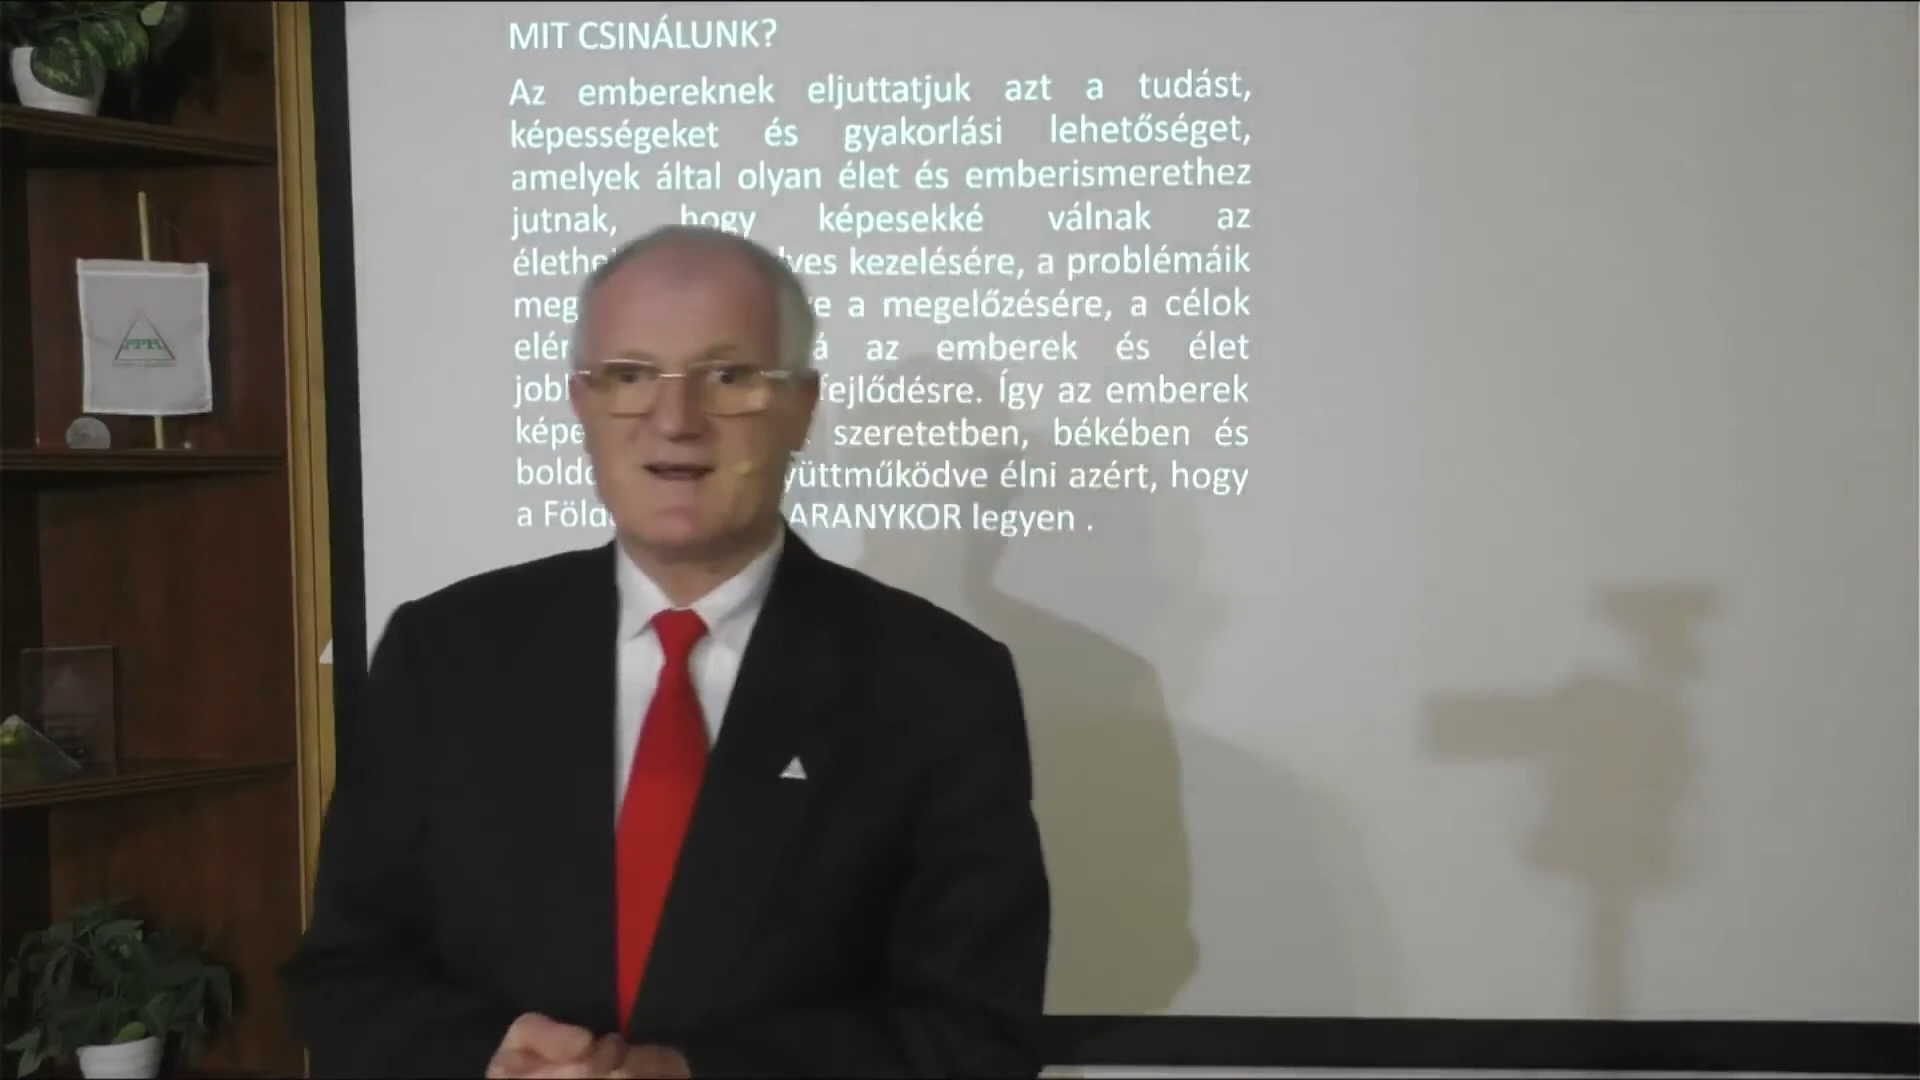 MIT CSINÁLUNK?
Az embereknek eljuttatjuk azt a tudást,
képességeket és gyakorlási lehetőséget,
amelyek által olyan élet és emberismerethez
jutnak, hogy képesekké válnak az
kezelésére, a problémáik
a megelőzésére, a célok
az emberek és élet
fejlődésre. Így az emberek
szeretetben, békében és
élni azért, hogy
a ARANYKOR legyen .